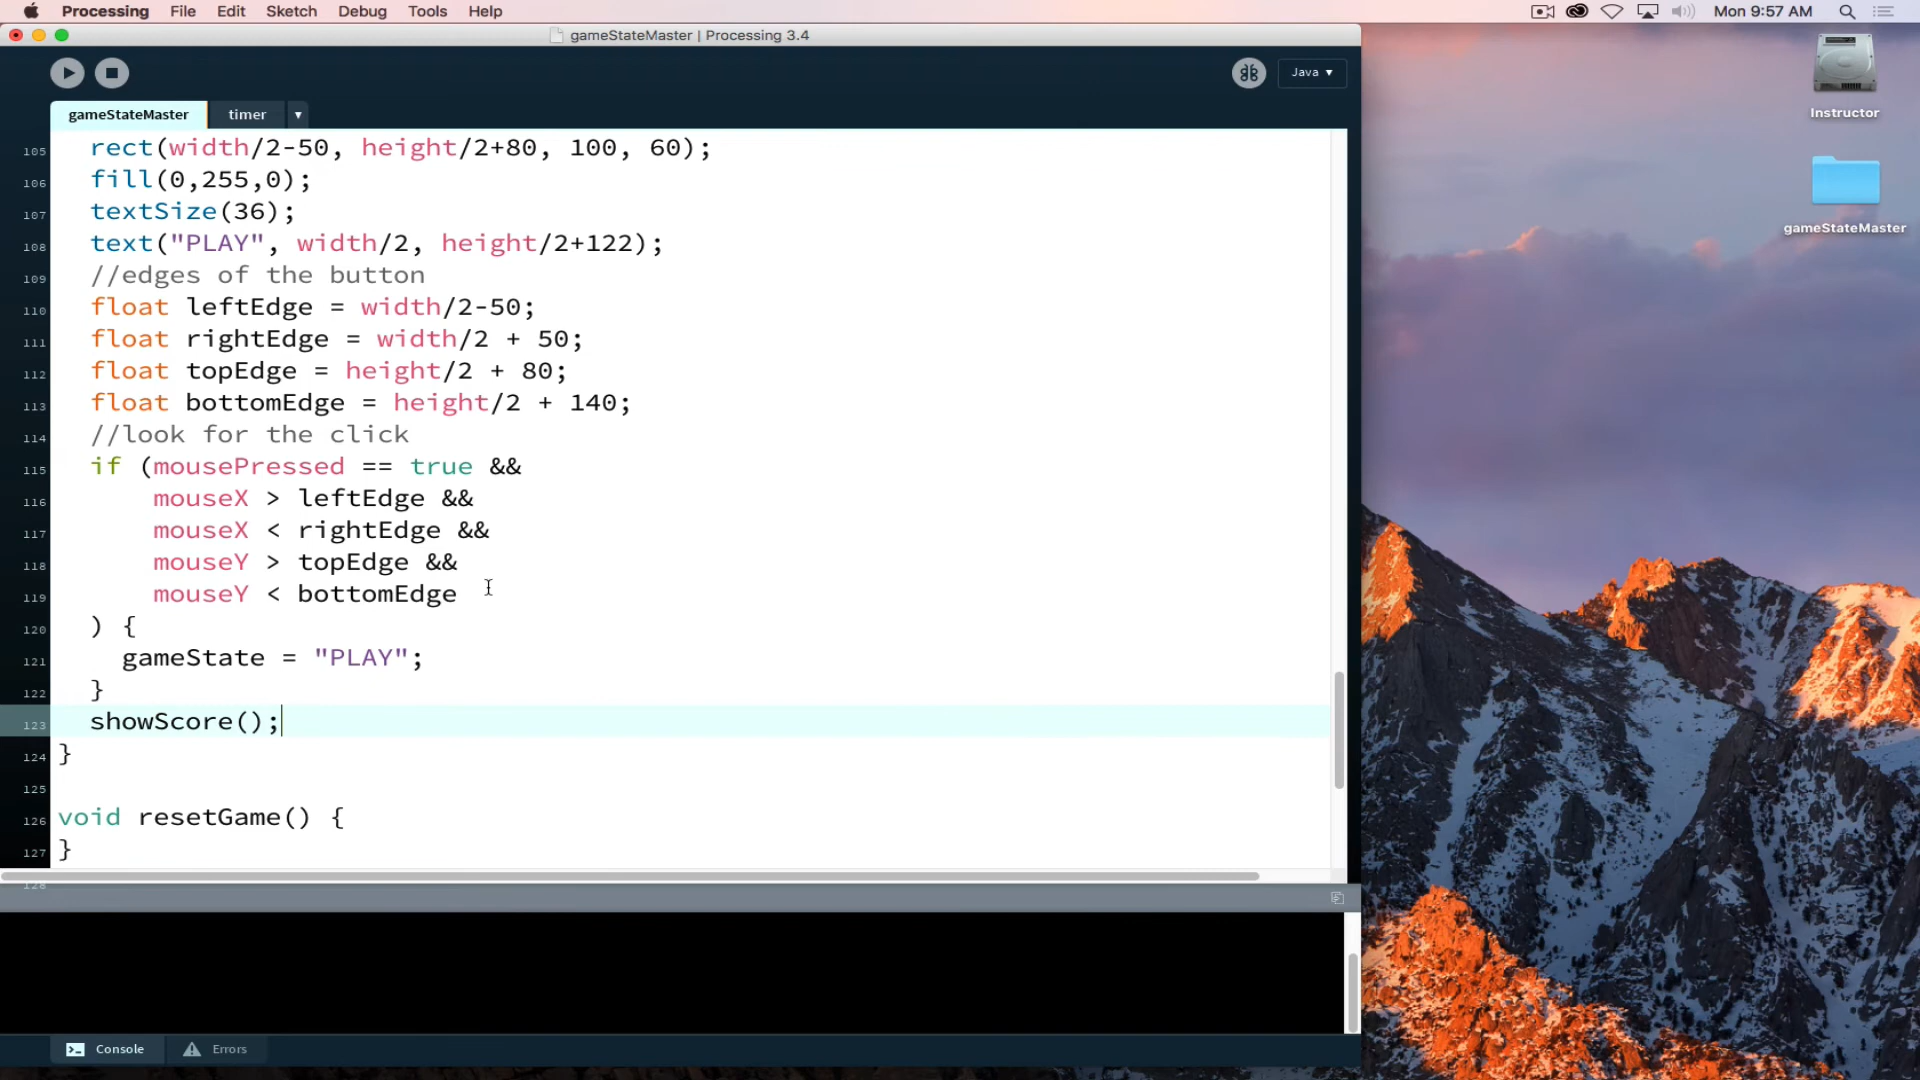 Processing File Edit Sketch Debug Tools Help Mon 9:57 AM
gameStateMaster | Processing 3.4
Java ▾
gameStateMaster timer ▾
105 rect(width/2-50, height/2+80, 100, 60);
106 fill(0,255,0);
107 textSize(36);
108 text("PLAY", width/2, height/2+122);
109 //edges of the button
110 float leftEdge = width/2-50;
111 float rightEdge = width/2 + 50;
112 float topEdge = height/2 + 80;
113 float bottomEdge = height/2 + 140;
114 //look for the click
115 if (mousePressed == true &&
116 mouseX > leftEdge &&
117 mouseX < rightEdge &&
118 mouseY > topEdge &&
119 mouseY < bottomEdge
120 ) {
121 gameState = "PLAY";
122 }
123 showScore();
124 }
125
126 void resetGame() {
127 }
128
Console Errors
Instructor
gameStateMaster